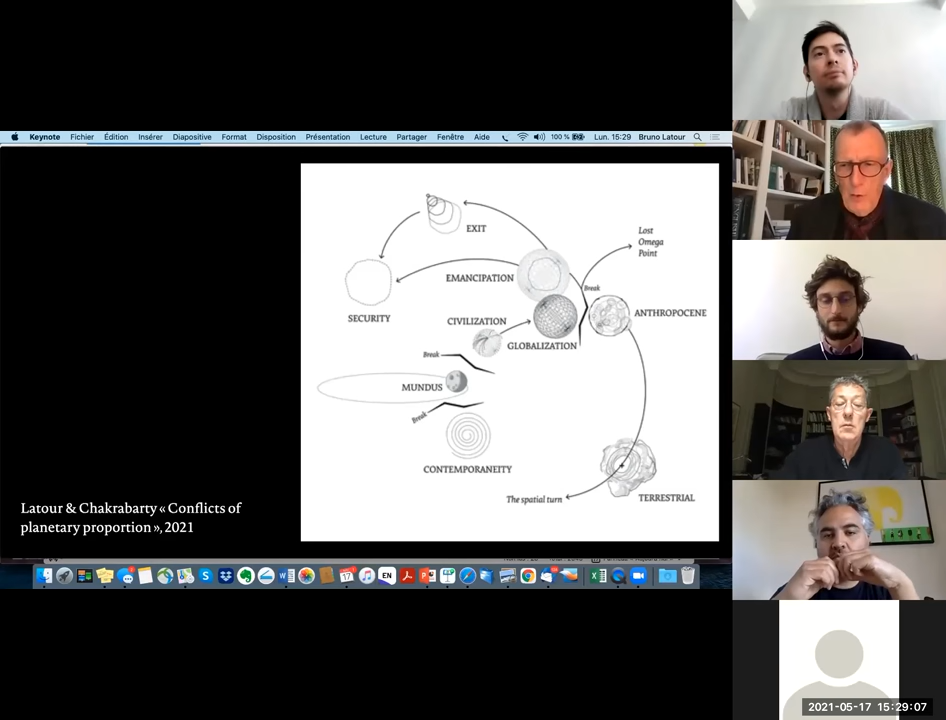 Keynote Fichier Édition Insérer Diapositive Format Disposition Présentation Lecture Partager Fenêtre Aide 100 % Lun. 15:29 Bruno Latour
EXIT
Lost
Omega
Point
EMANCIPATION
Break
SECURITY
CIVILIZATION
ANTHROPOCENE
GLOBALIZATION
Break
MUNDUS
Break
CONTEMPORANEITY
The spatial turn
TERRESTRIAL
Latour & Chakrabarty « Conflicts of
planetary proportion », 2021
17
EN
2021-05-17 15:29:07